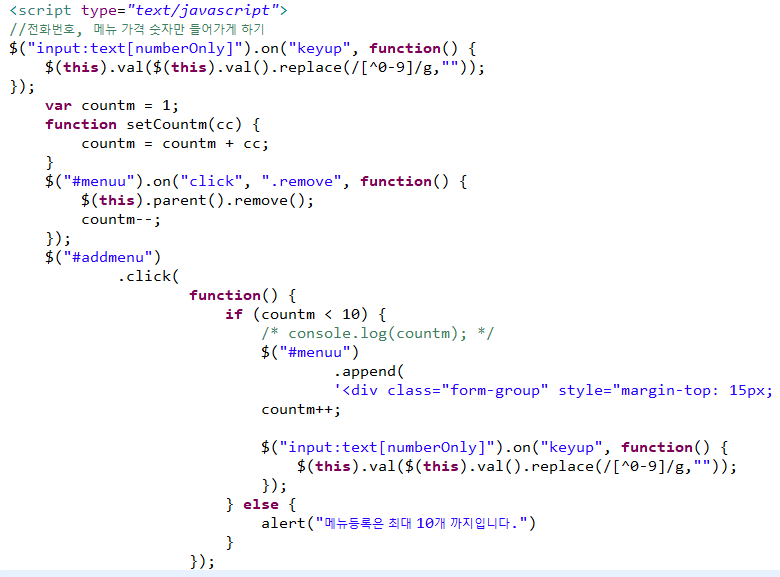 <script type="text/javascript">
//전화번호, 메뉴 가격 숫자만 들어가게 하기
$("input:text[numberOnly]").on("keyup", function() {
    $(this).val($(this).val().replace(/[^0-9]/g,""));
});
    var countm = 1;
    function setCountm(cc) {
        countm = countm + cc;
    }
    $("#menuu").on("click", ".remove", function() {
        $(this).parent().remove();
        countm--;
    });
    $("#addmenu")
            .click(
                    function() {
                        if (countm < 10) {
                            /* console.log(countm); */
                            $("#menuu")
                                    .append(
                                    '<div class="form-group" style="margin-top: 15px;
                            countm++;

                            $("input:text[numberOnly]").on("keyup", function() {
                                $(this).val($(this).val().replace(/[^0-9]/g,""));
                            });
                        } else {
                            alert("메뉴등록은 최대 10개 까지입니다.")
                        }
                    });